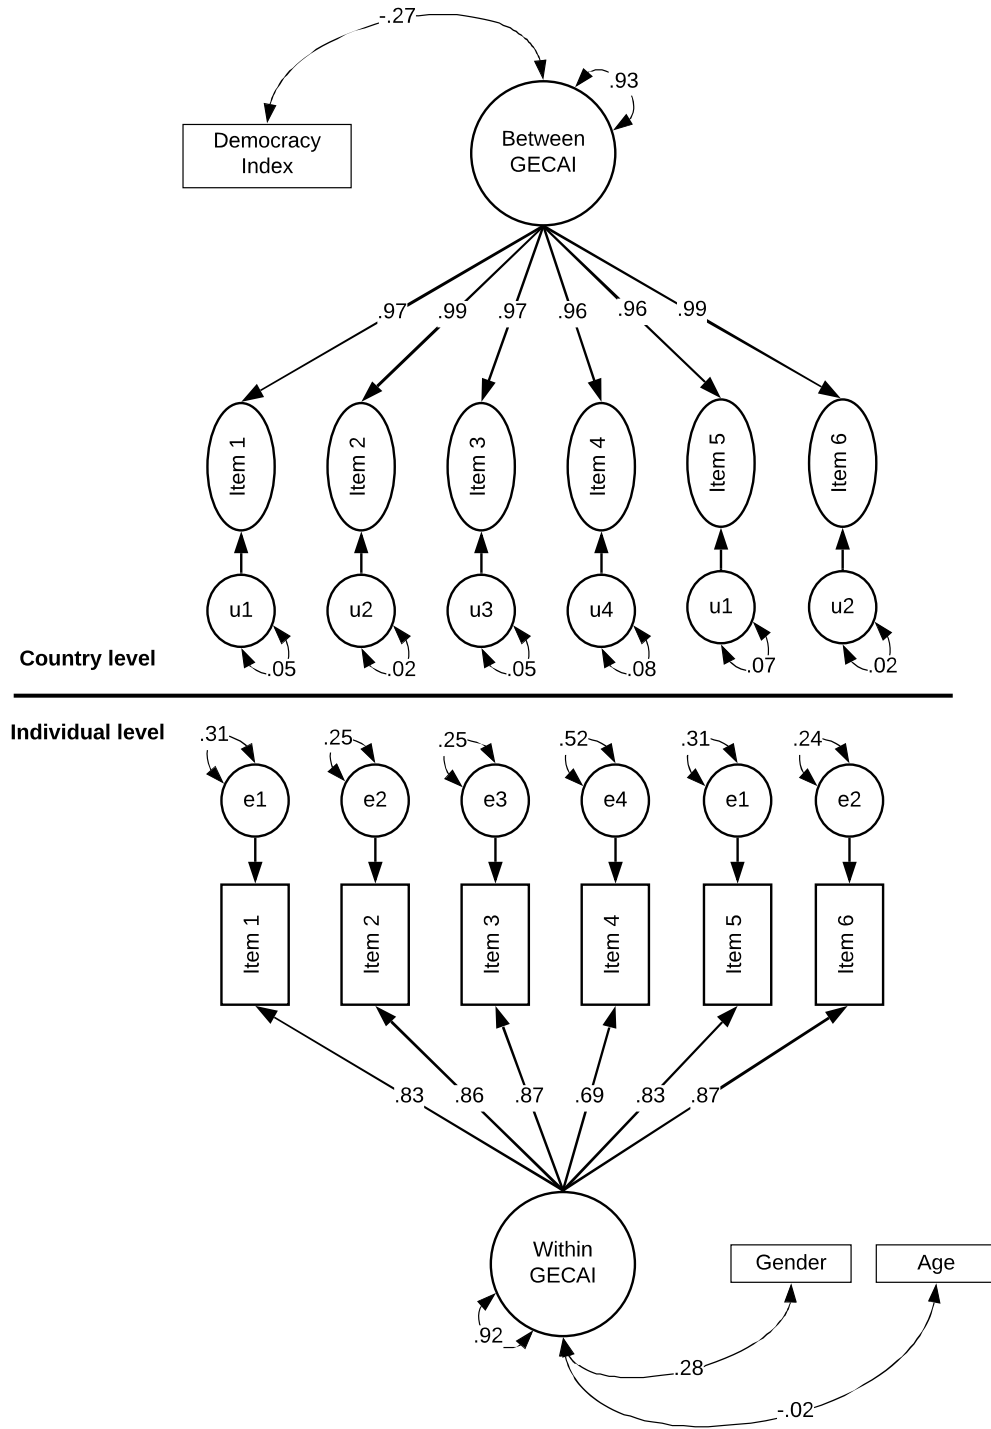 -.27
.93
Democracy
Index
Between
GECAI
.97 .99 .97 .96 .96 .99
Item 1 Item 2 Item 3 Item 4 Item 5 Item 6
u1 u2 u3 u4 u1 u2
.05 .02 .05 .08 .07 .02
Country level
Individual level
.31 .25 .25 .52 .31 .24
e1 e2 e3 e4 e1 e2
Item 1 Item 2 Item 3 Item 4 Item 5 Item 6
.83 .86 .87 .69 .83 .87
Within
GECAI
Gender Age
.92
.28
-.02